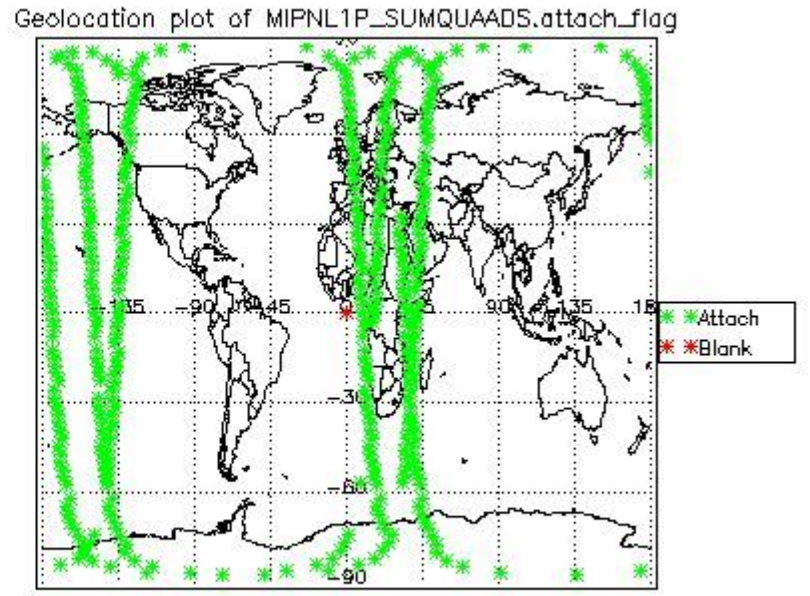 Geolocation plot of MIPNL1P_SUMQUAADS.attach_flag
-135 -90 -45 90 135
Attach
Blank
-30
-60
-90